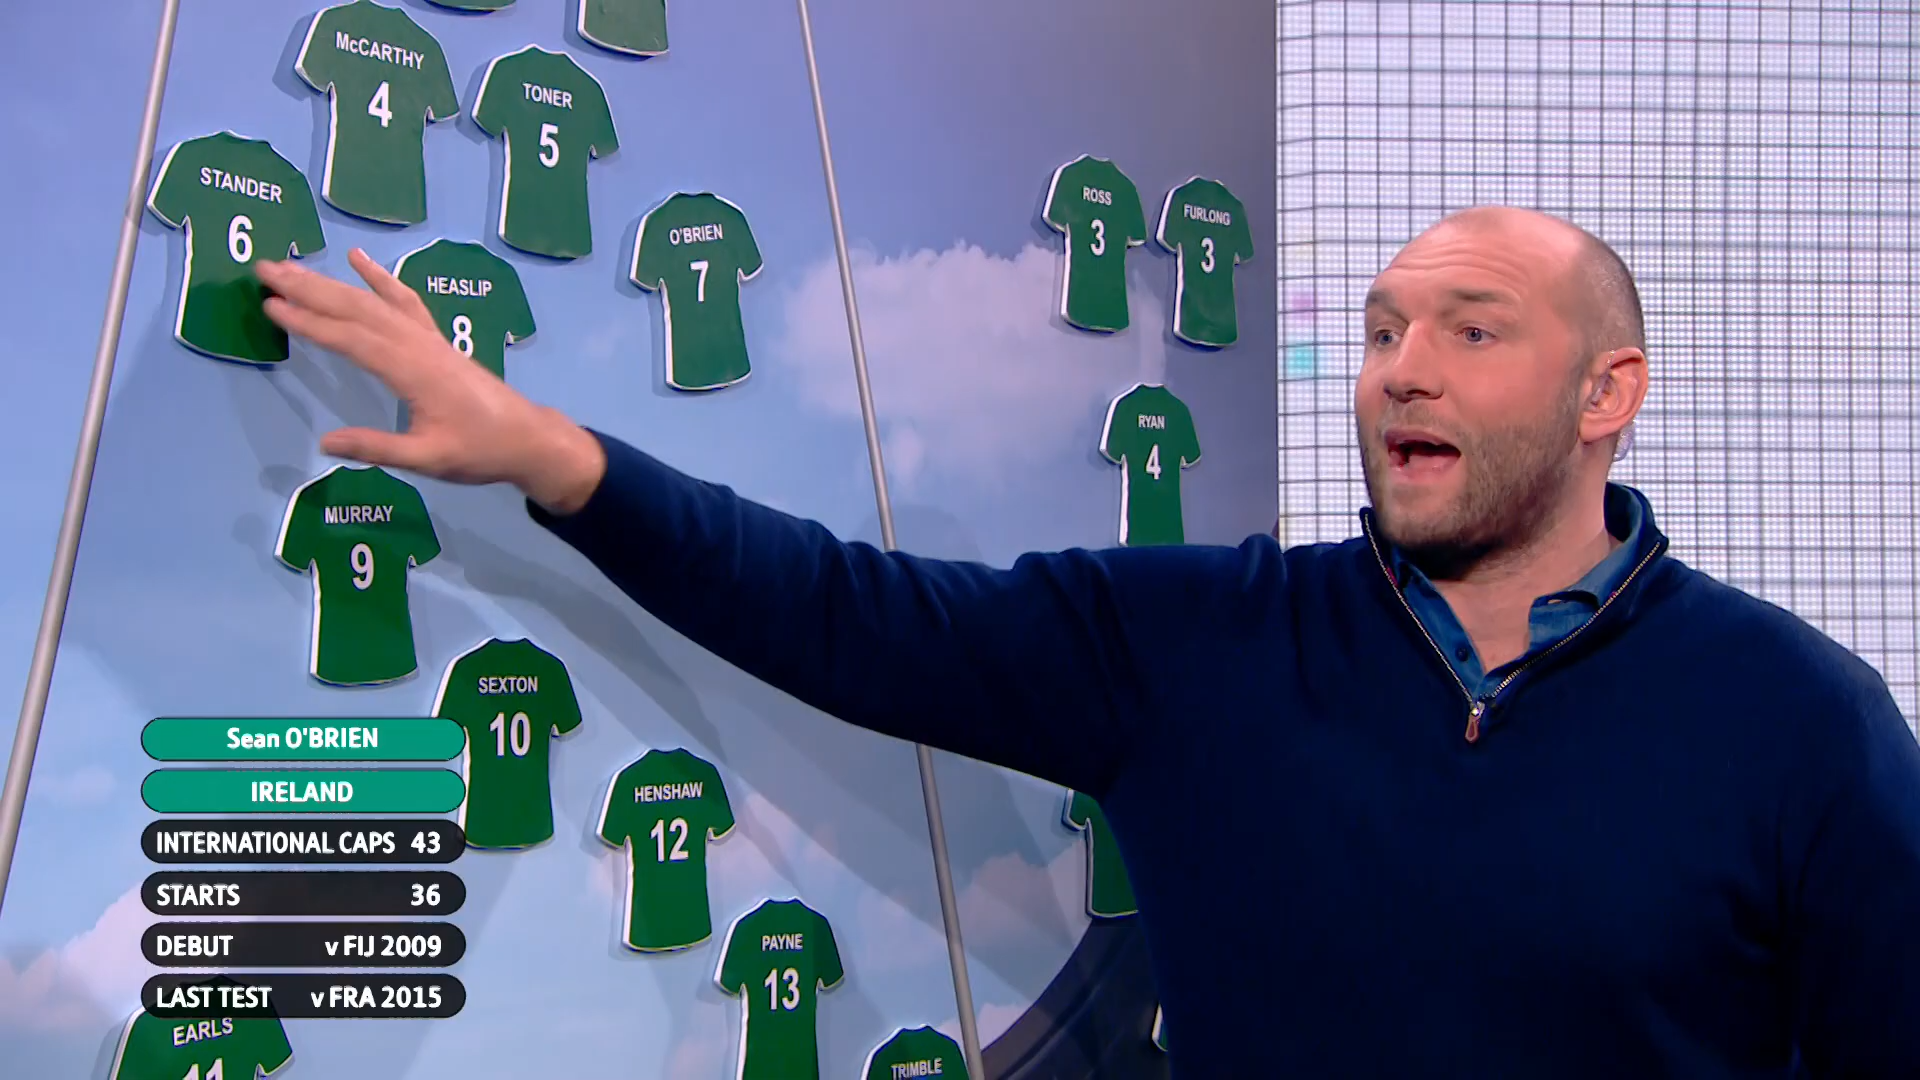 McCARTHY
4
TONER
5
STANDER
6
O'BRIEN
7
HEASLIP
8
ROSS
3
FURLONG
3
RYAN
4
MURRAY
9
SEXTON
10
HENSHAW
12
PAYNE
13
EARLS
11
TRIMBLE
Sean O'BRIEN
IRELAND
INTERNATIONAL CAPS 43
STARTS 36
DEBUT v FIJ 2009
LAST TEST v FRA 2015